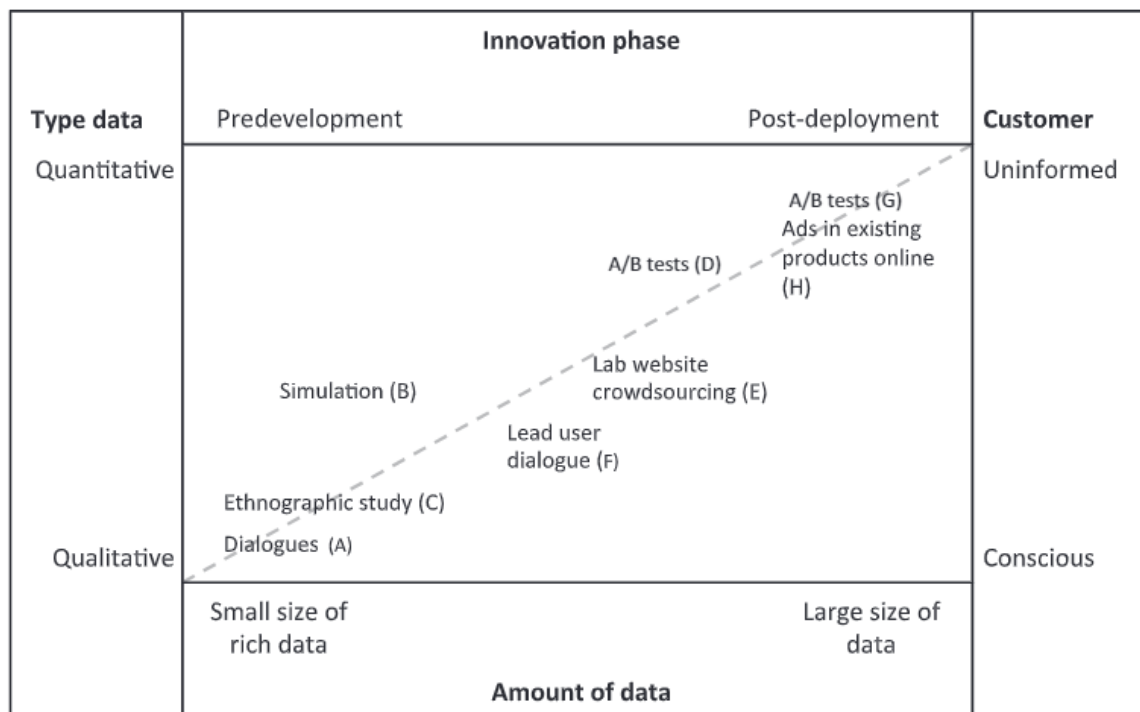 Innovation phase
Type data
Predevelopment
Post-deployment
Customer
Quantitative
Uninformed
A/B tests (G)
Ads in existing
products online
(H)
A/B tests (D)
Lab website
crowdsourcing (E)
Simulation (B)
Lead user
dialogue (F)
Ethnographic study (C)
Dialogues (A)
Qualitative
Conscious
Small size of
rich data
Large size of
data
Amount of data